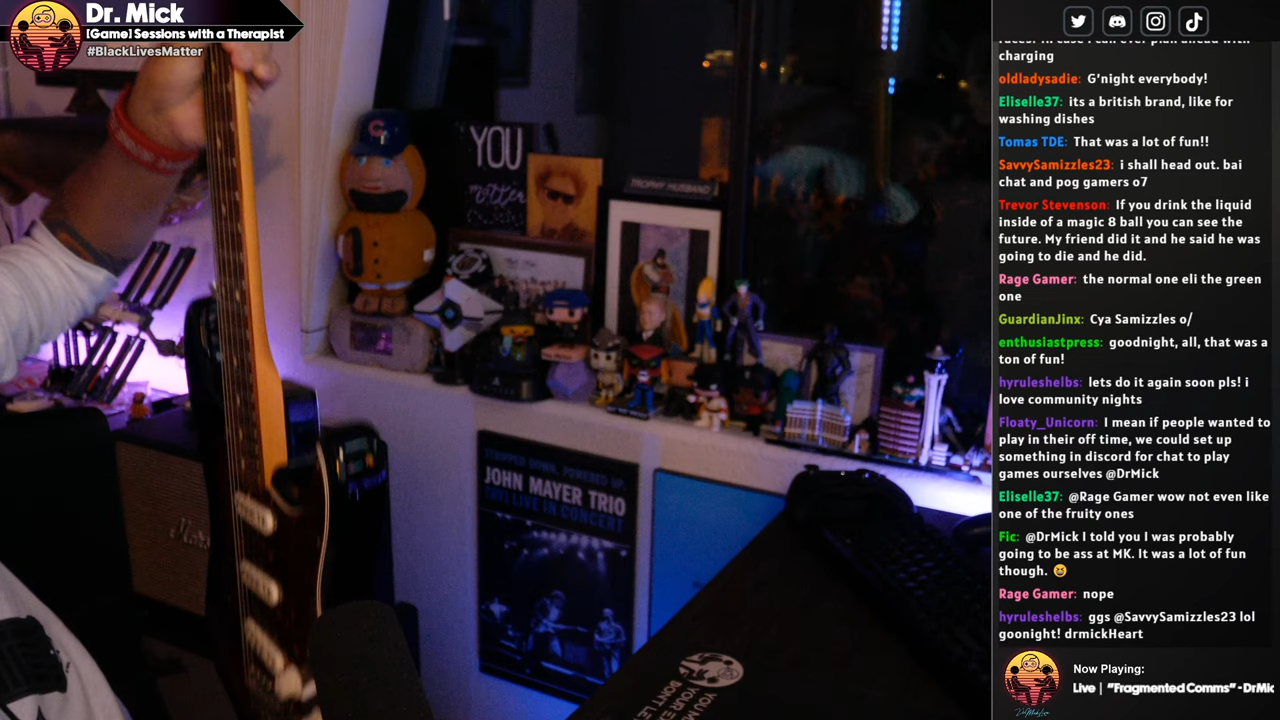 Dr. Mick
[Game] Sessions with a Therapist
#BlackLivesMatter
YOU
matter
TROPHY HUSBAND
STRIPPED DOWN, POWERED UP,
JOHN MAYER TRIO
LIVE IN CONCERT
charging
oldladysadie: G'night everybody!
Eliselle37: its a british brand, like for
washing dishes
Tomas TDE: That was a lot of fun!!
SavvySamizzles23: i shall head out. bai
chat and pog gamers o7
Trevor Stevenson: If you drink the liquid
inside of a magic 8 ball you can see the
future. My friend did it and he said he was
going to die and he did.
Rage Gamer: the normal one eli the green
one
GuardianJinx: Cya Samizles o/
enthusiastpress: goodnight, all, that was a
ton of fun!
hyruleshelbs: lets do it again soon pls! i
love community nights
Floaty_Unicorn: I mean if people wanted to
play in their off time, we could set up
something in discord for chat to play
games ourselves @DrMick
Eliselle37: @Rage Gamer wow not even like
one of the fruity ones
Fic: @DrMick I told you I was probably
going to be ass at MK. It was a lot of fun
though. 😆
Rage Gamer: nope
hyruleshelbs: ggs @SavvySamizzles23 lol
goonight! drmickHeart
Now Playing:
Live | "Fragmented Comms" - DrMic